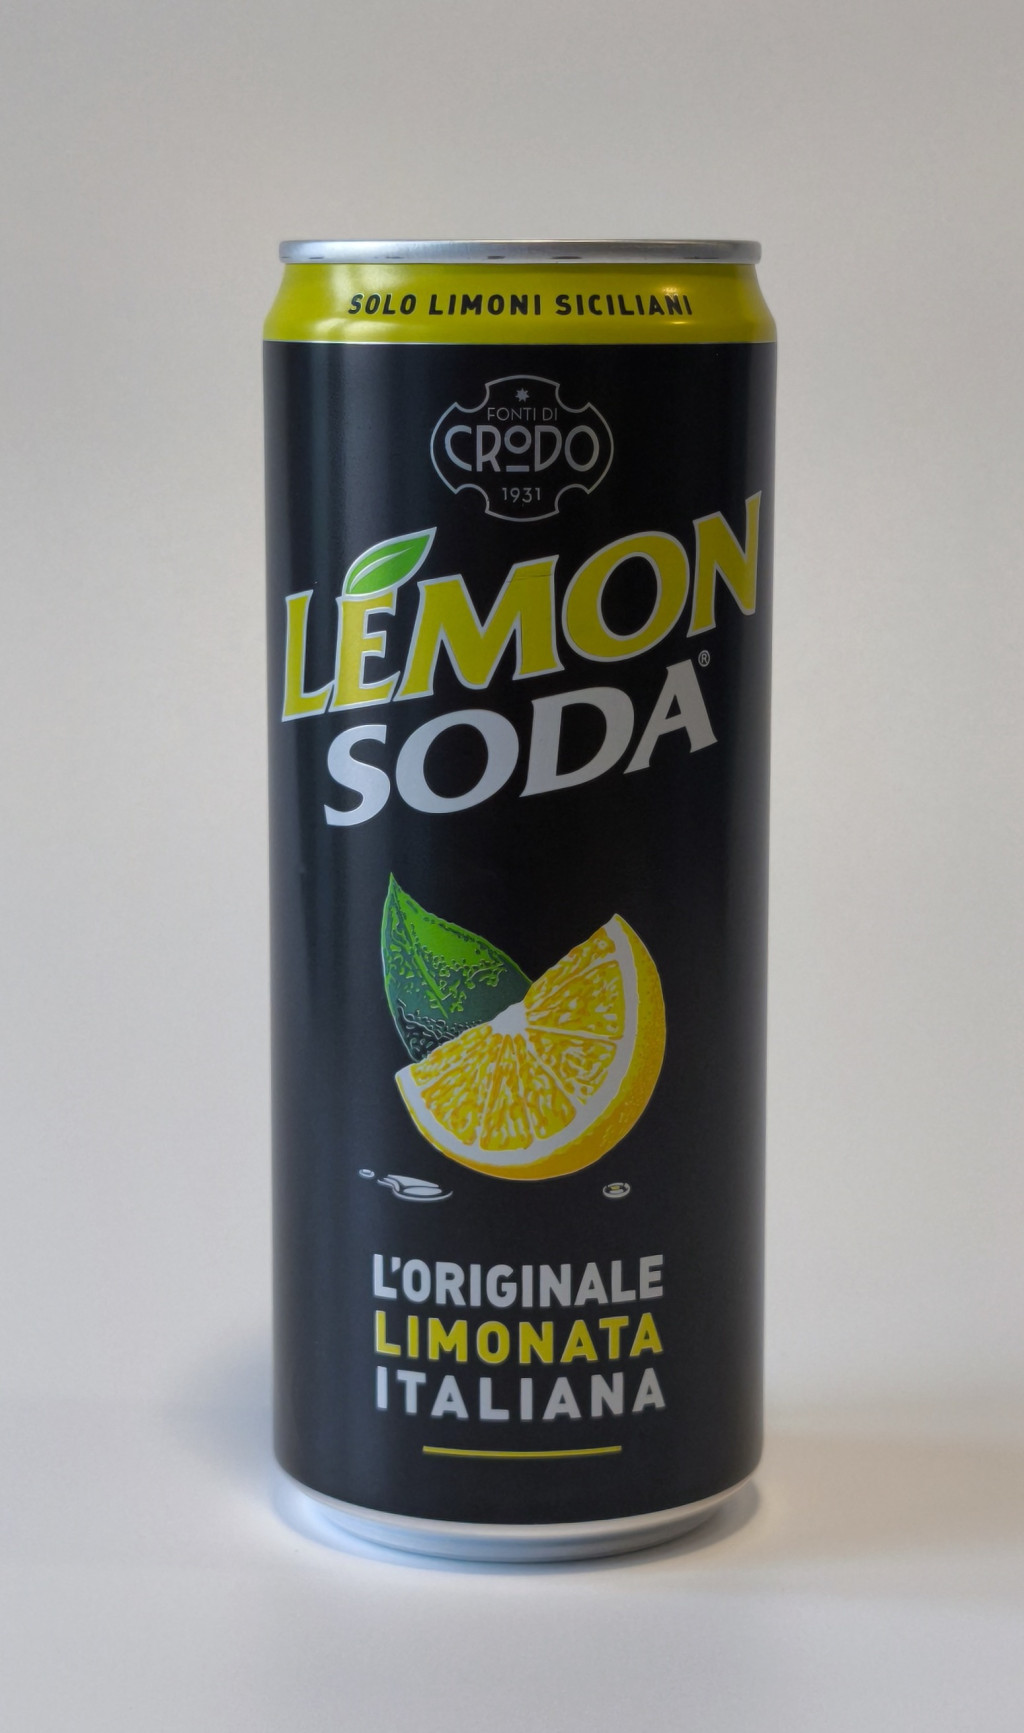 SOLO LIMONI SICILIANI
FONTI DI
CRODO
1931
LEMON
SODA®
L'ORIGINALE
LIMONATA
ITALIANA